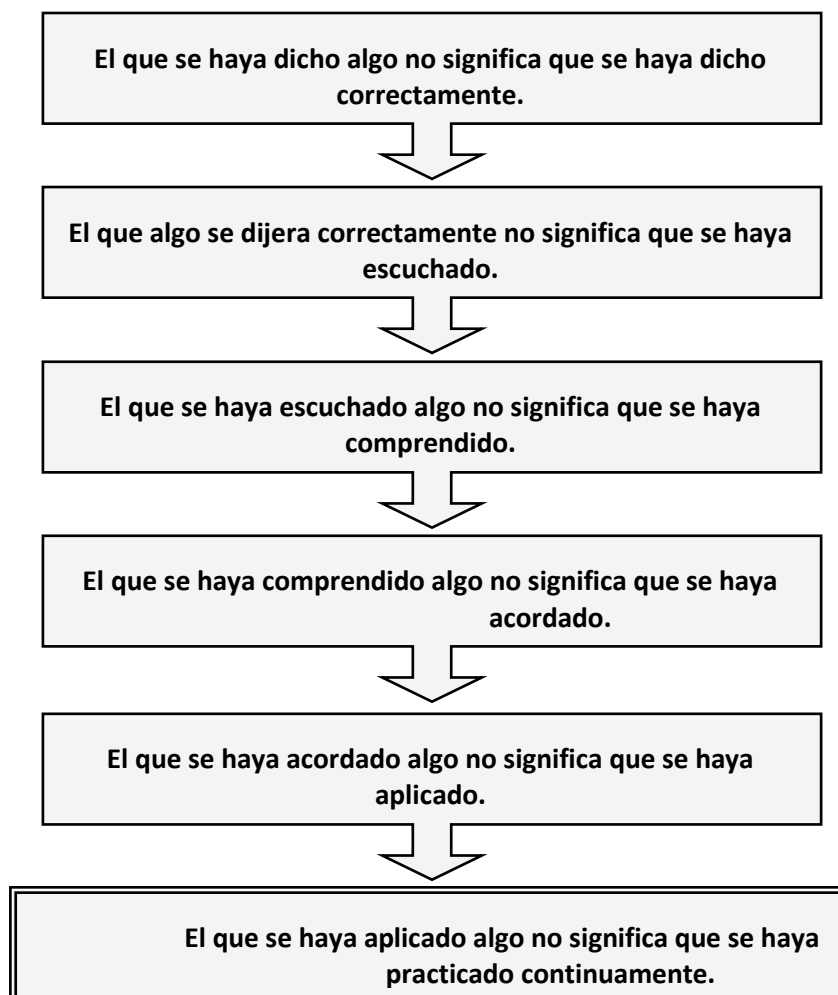 El que se haya dicho algo no significa que se haya dicho
correctamente.
El que algo se dijera correctamente no significa que se haya
escuchado.
El que se haya escuchado algo no significa que se haya
comprendido.
El que se haya comprendido algo no significa que se haya
acordado.
El que se haya acordado algo no significa que se haya
aplicado.
El que se haya aplicado algo no significa que se haya
practicado continuamente.